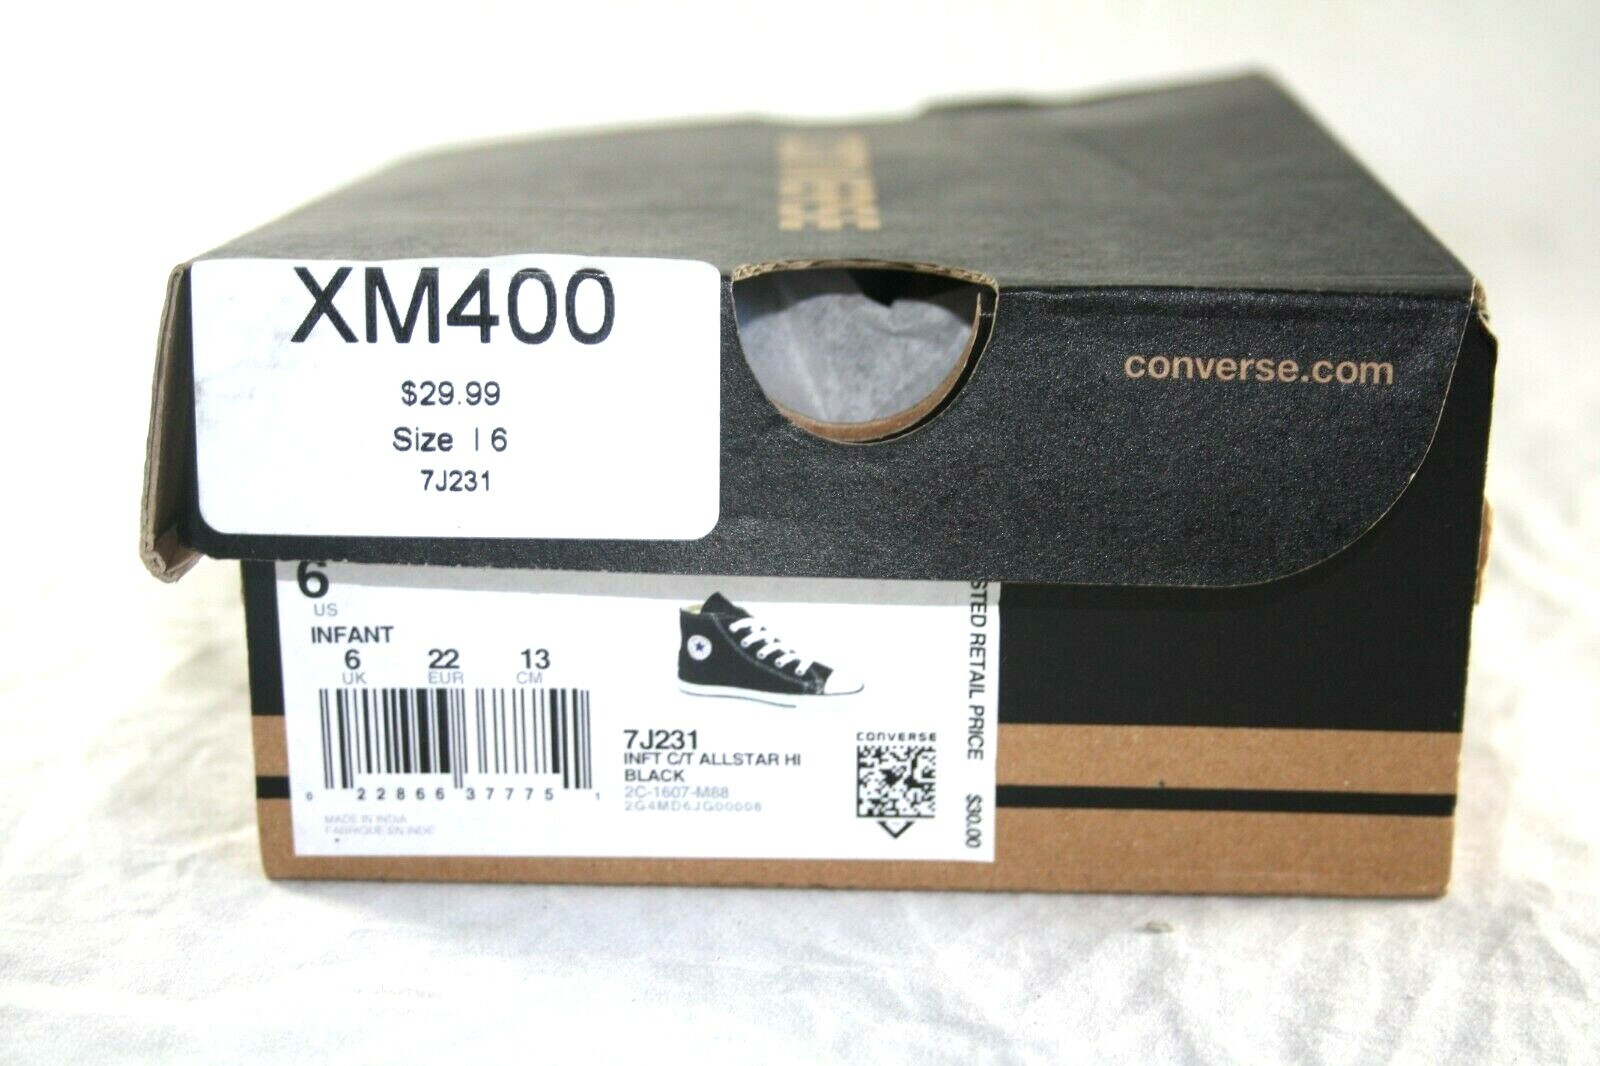 CONVERSE
XM400
$29.99
Size I 6
7J231
converse.com
6
US
INFANT
6 22 13
UK EUR CM
0 22866 37775 1
MADE IN INDIA
FABRIQUE EN INDE
7J231
INFT C/T ALLSTAR HI
BLACK
2C-1607-M88
2G4MD6JG00008
CONVERSE
STED RETAIL PRICE $30.00